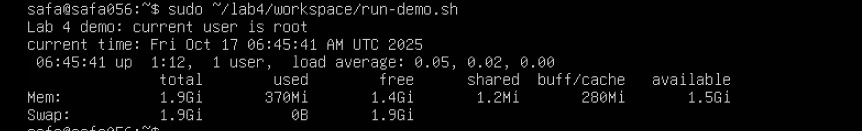 safa@safa056:~$ sudo ~/lab4/workspace/run-demo.sh
Lab 4 demo: current user is root
current time: Fri Oct 17 06:45:41 AM UTC 2025
 06:45:41 up  1:12,  1 user,  load average: 0.05, 0.02, 0.00
               total        used        free      shared  buff/cache   available
Mem:           1.9Gi       370Mi       1.4Gi       1.2Mi       280Mi       1.5Gi
Swap:          1.9Gi          0B       1.9Gi
safa@safa056:~$